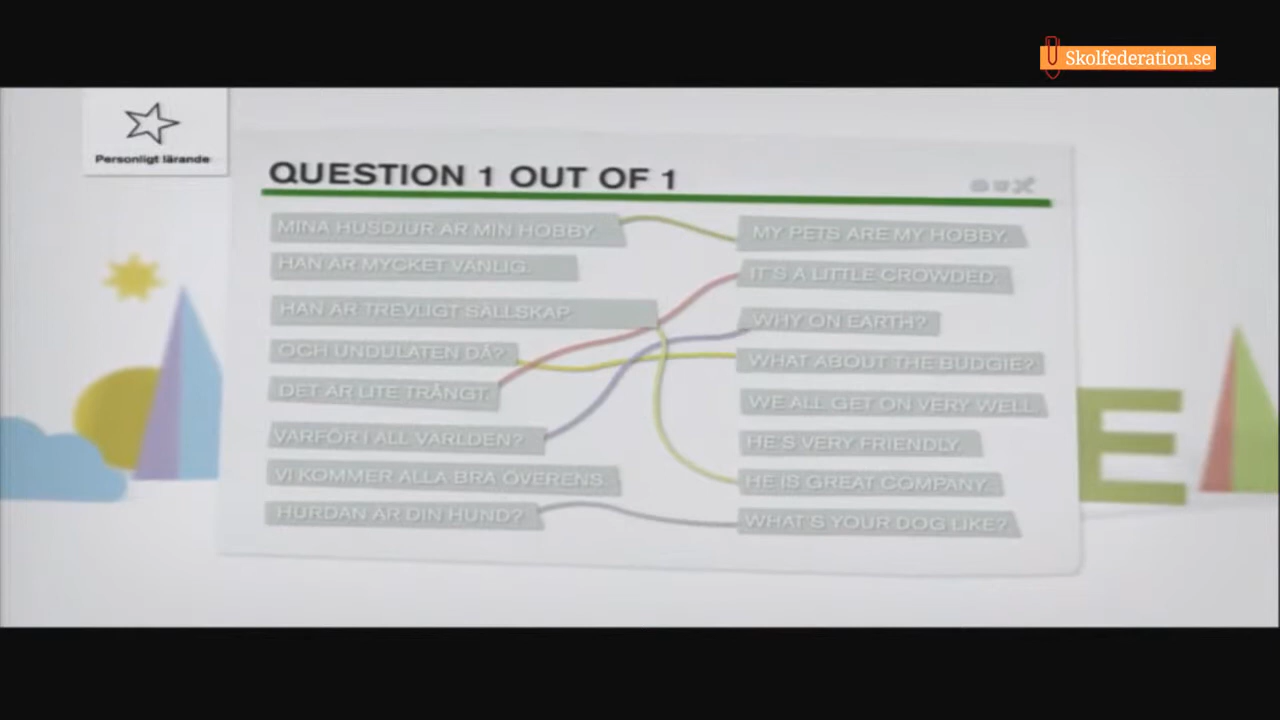 Skolfederation.se
Personligt lärande
QUESTION 1 OUT OF 1
MINA HUSDJUR ÄR MIN HOBBY.
MY PETS ARE MY HOBBY.
HAN ÄR MYCKET VÄNLIG.
IT'S A LITTLE CROWDED.
HAN ÄR TREVLIGT SÄLLSKAP.
WHY ON EARTH?
OCH UNDULATEN DÅ?
WHAT ABOUT THE BUDGIE?
DET ÄR LITE TRÅNGT.
WE ALL GET ON VERY WELL.
VARFÖR I ALL VÄRLDEN?
HE'S VERY FRIENDLY.
VI KOMMER ALLA BRA ÖVERENS.
HE IS GREAT COMPANY.
HURDAN ÄR DIN HUND?
WHAT'S YOUR DOG LIKE?
E